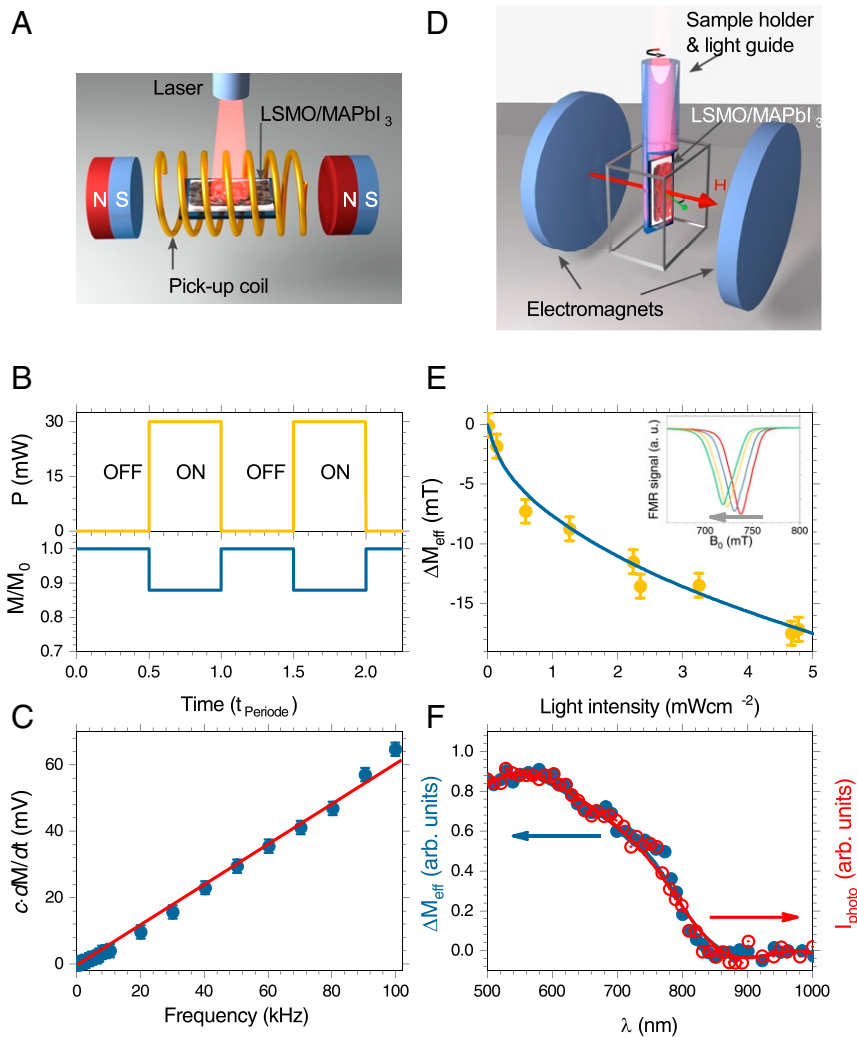 A
Laser
LSMO/MAPbI 3
N S
N S
Pick-up coil
D
Sample holder
& light guide
LSMO/MAPbI 3
H
Electromagnets
B
P (mW)
30
15
0
OFF ON OFF ON
M/M0
1.0
0.9
0.8
0.7
0.0 0.5 1.0 1.5 2.0
Time (t Periode)
E
ΔMeff (mT)
0
-5
-10
-15
0 1 2 3 4 5
Light intensity (mWcm -2)
FMR signal (a. u.)
700 750 800
B0 (mT)
C
c·dM/dt (mV)
60
40
20
0
0 20 40 60 80 100
Frequency (kHz)
F
ΔMeff (arb. units)
1.0
0.8
0.6
0.4
0.2
0.0
500 600 700 800 900 1000
λ (nm)
Iphoto (arb. units)